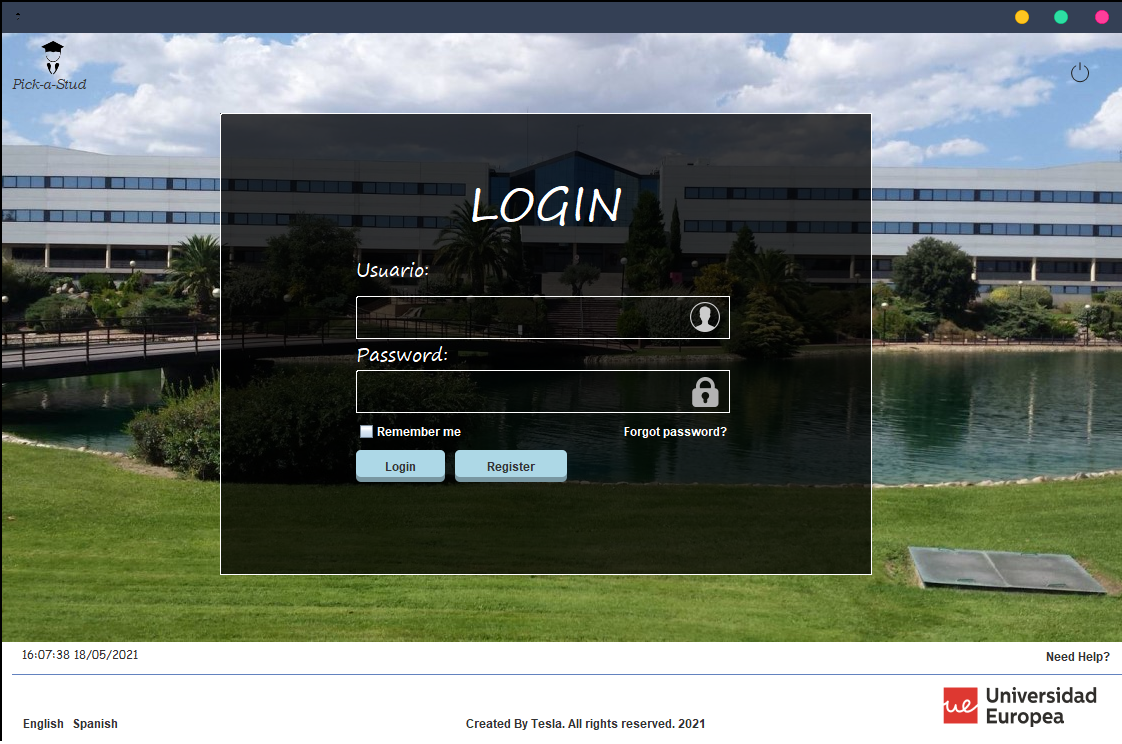 Pick-a-Stud
LOGIN
Usuario:
Password:
Remember me
Forgot password?
Login
Register
16:07:38 18/05/2021
Need Help?
ue Universidad
Europea
English Spanish
Created By Tesla. All rights reserved. 2021